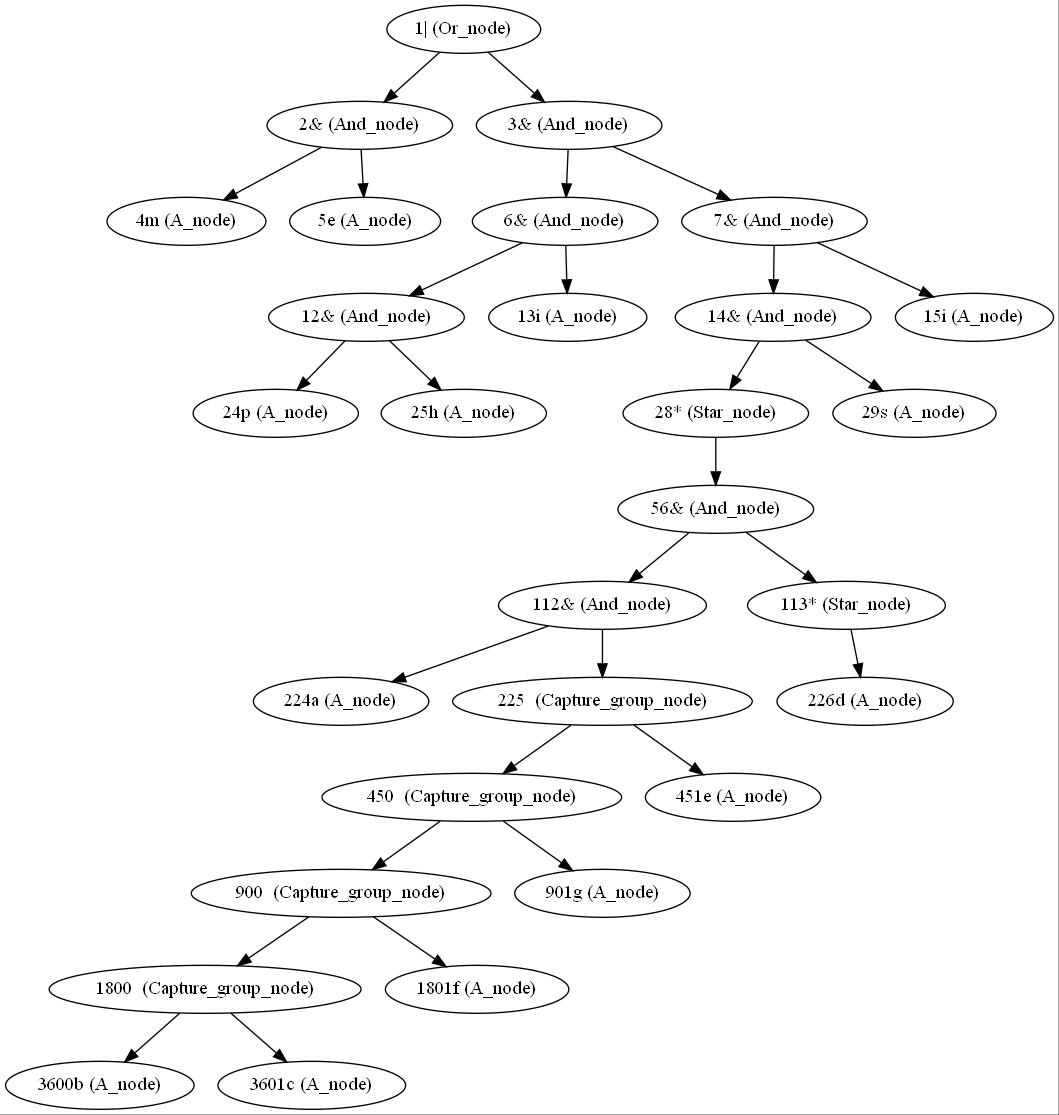 1| (Or_node)
2& (And_node)
3& (And_node)
4m (A_node)
5e (A_node)
6& (And_node)
7& (And_node)
12& (And_node)
13i (A_node)
14& (And_node)
15i (A_node)
24p (A_node)
25h (A_node)
28* (Star_node)
29s (A_node)
56& (And_node)
112& (And_node)
113* (Star_node)
224a (A_node)
225  (Capture_group_node)
226d (A_node)
450  (Capture_group_node)
451e (A_node)
900  (Capture_group_node)
901g (A_node)
1800  (Capture_group_node)
1801f (A_node)
3600b (A_node)
3601c (A_node)